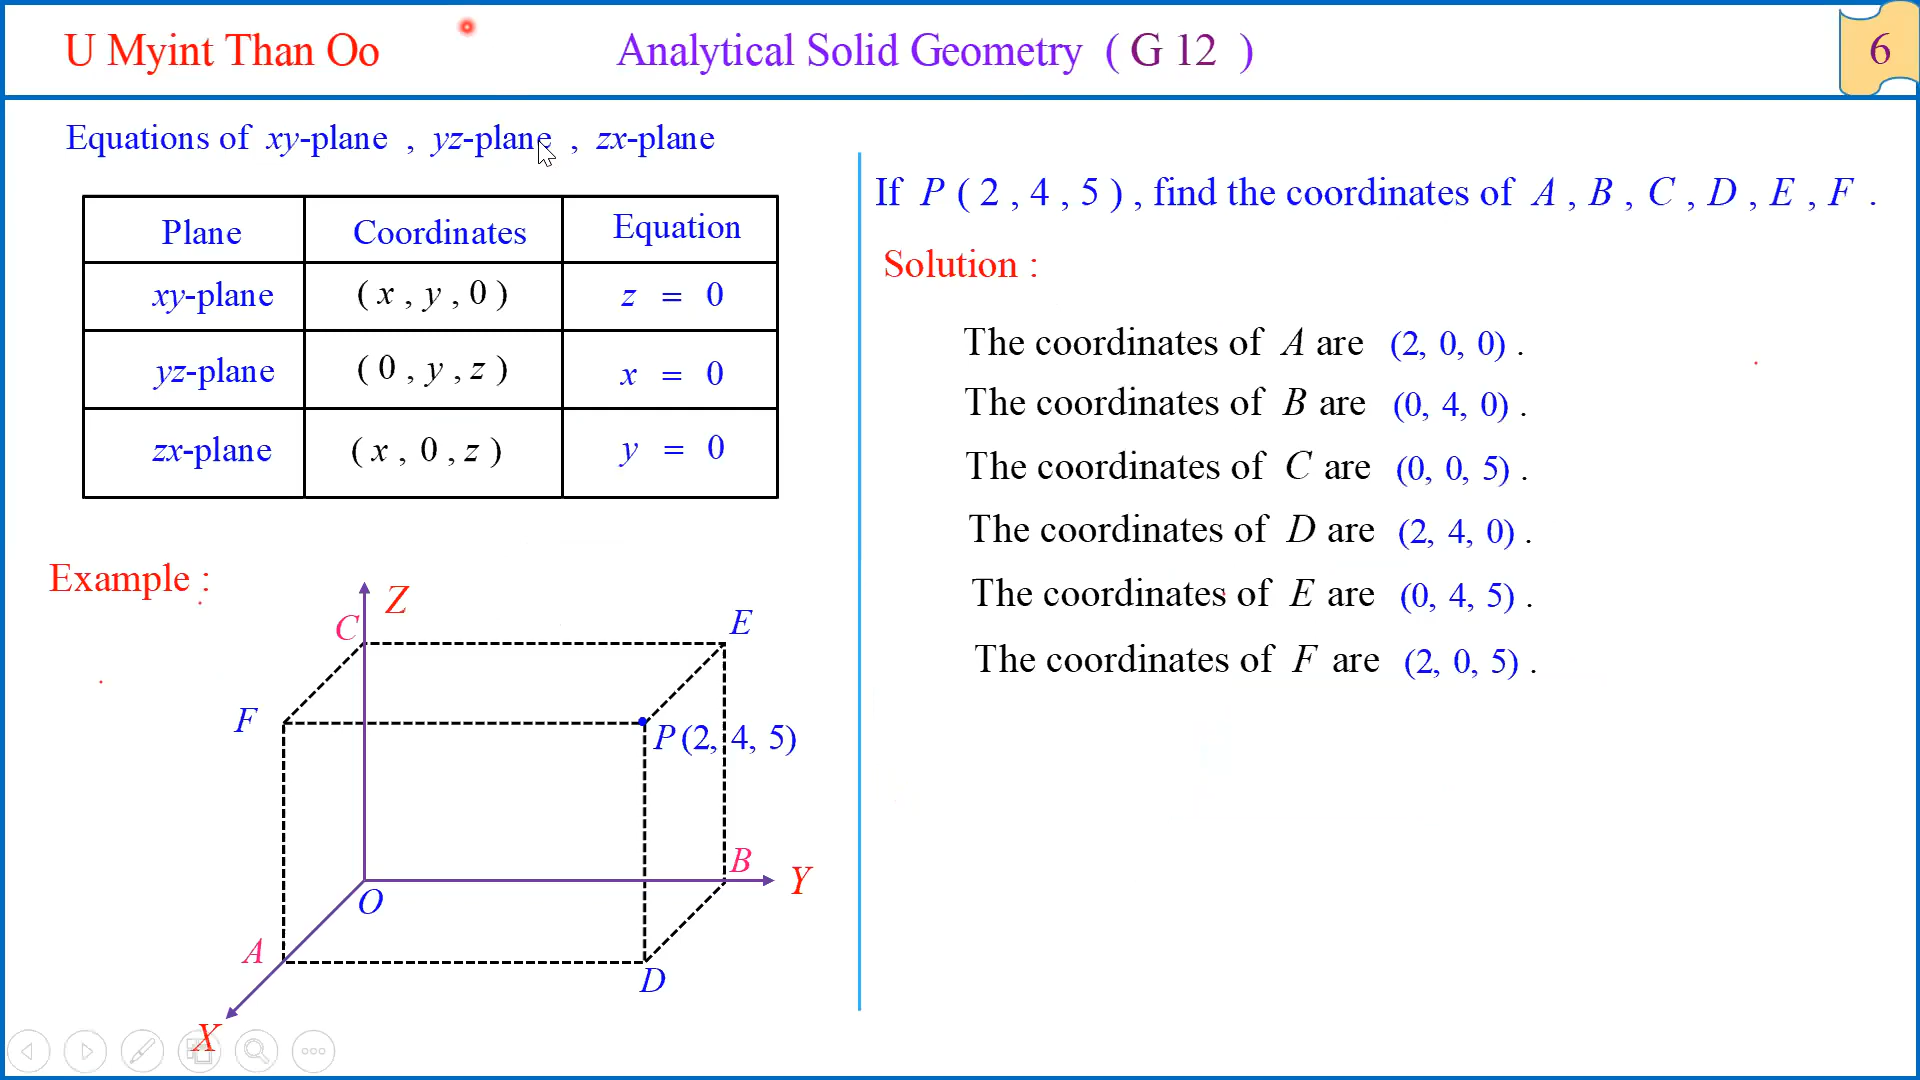 U Myint Than Oo
Analytical Solid Geometry ( G 12 )
6
Equations of xy-plane , yz-plane , zx-plane
Plane Coordinates Equation
xy-plane ( x , y , 0 ) z = 0
yz-plane ( 0 , y , z ) x = 0
zx-plane ( x , 0 , z ) y = 0
Example :
Z
C
E
F
P (2, 4, 5)
B
Y
O
A
D
X
If P ( 2 , 4 , 5 ) , find the coordinates of A , B , C , D , E , F .
Solution :
The coordinates of A are (2, 0, 0) .
The coordinates of B are (0, 4, 0) .
The coordinates of C are (0, 0, 5) .
The coordinates of D are (2, 4, 0) .
The coordinates of E are (0, 4, 5) .
The coordinates of F are (2, 0, 5) .